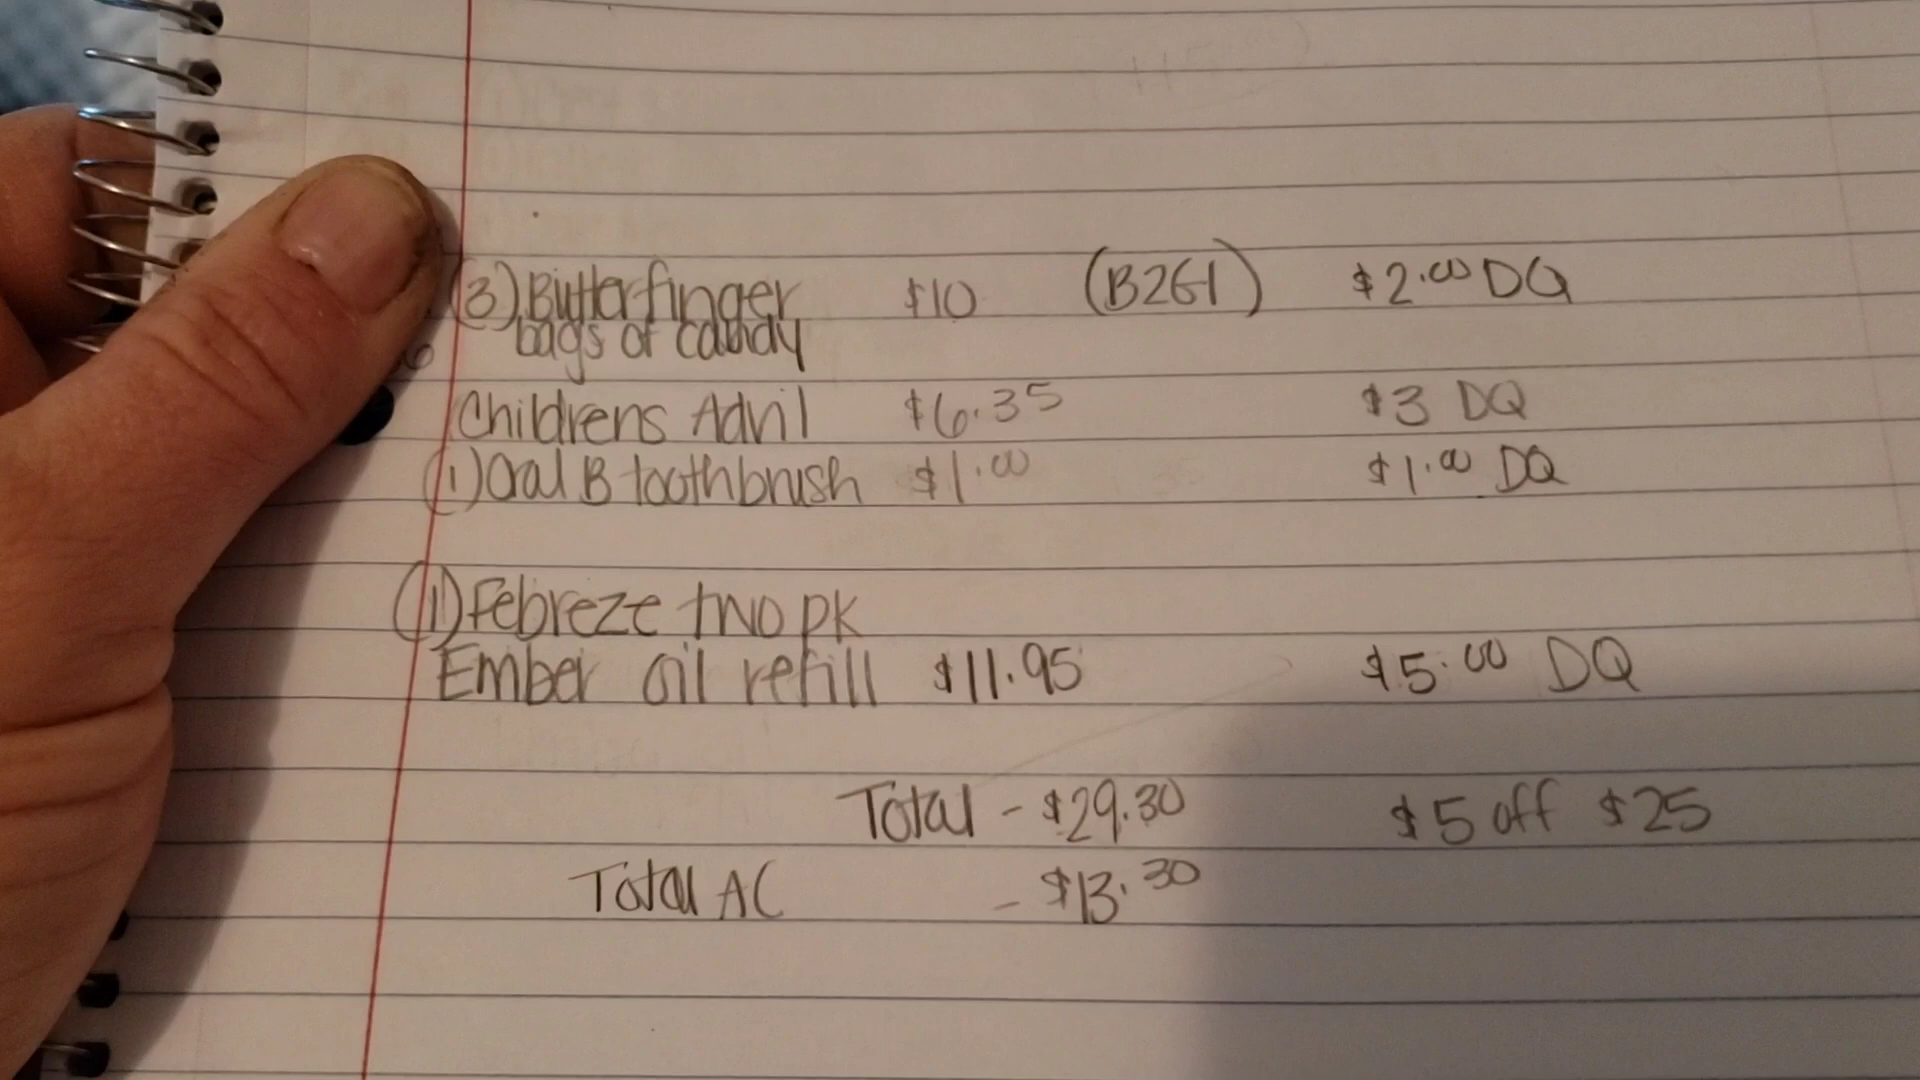 (3) Butterfinger $10 (B2G1) $2.00 DQ
bags of candy
Childrens Advil $6.35 $3 DQ
(1) Oral B toothbrush $1.00 $1.00 DQ
(1) Febreze two pk
Ember oil refill $11.95 $5.00 DQ
Total - $29.30 $5 off $25
Total AC - $13.30